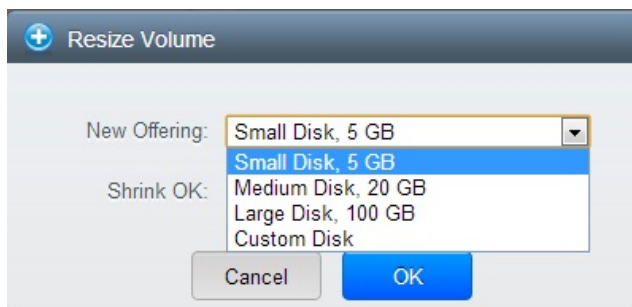 Resize Volume
New Offering: Small Disk, 5 GB
Small Disk, 5 GB
Shrink OK: Medium Disk, 20 GB
Large Disk, 100 GB
Custom Disk
Cancel OK